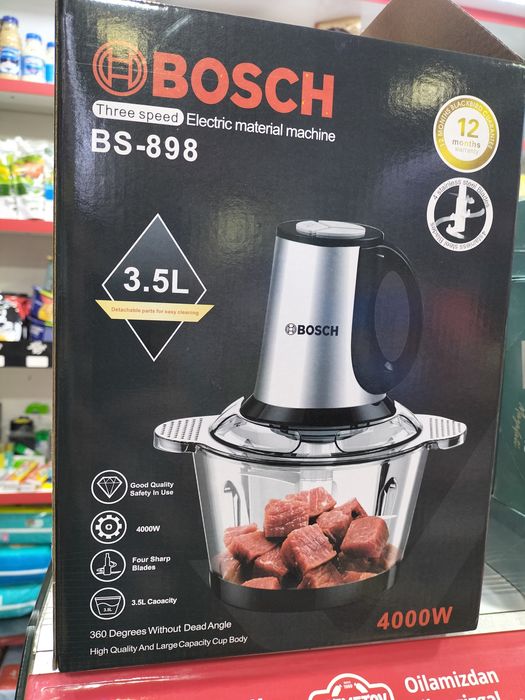 BOSCH
Three speed Electric material machine
BS-898
12
months
warranty
3.5L
Detachable parts for easy cleaning
BOSCH
Good Quality
Safety In Use
4000W
Four Sharp
Blades
3.5L Caoacity
360 Degrees Without Dead Angle
High Quality And Large Capacity Cup Body
4000W
Oilamizdan